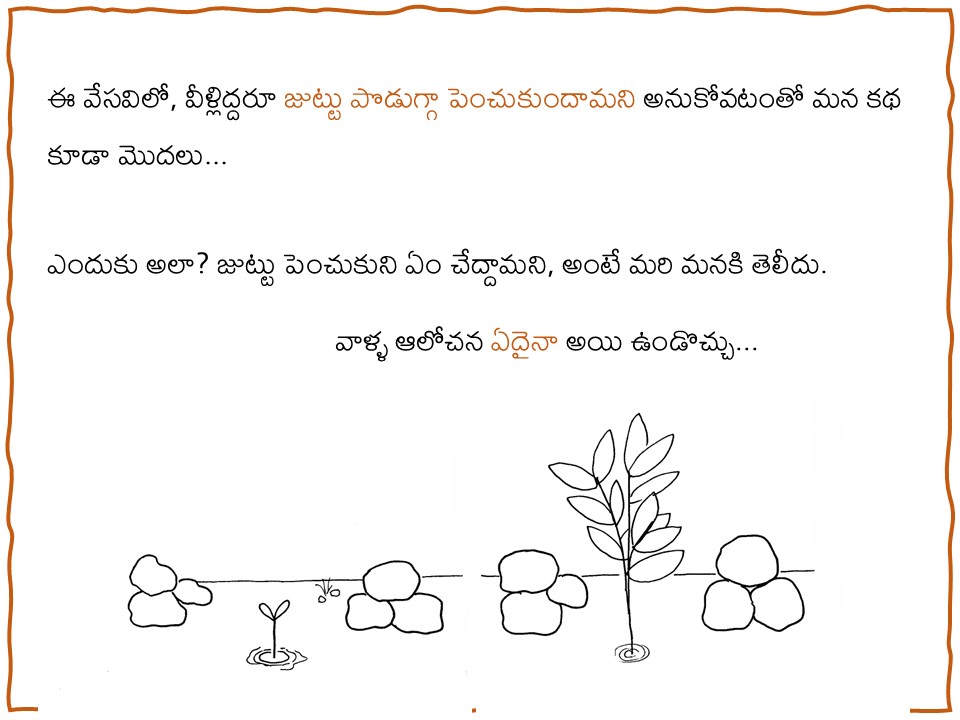 ఈ వేసవిలో, వీళ్లిద్దరూ జుట్టు పొడుగ్గా పెంచుకుందామని అనుకోవటంతో మన కథ
కూడా మొదలు...
ఎందుకు అలా? జుట్టు పెంచుకుని ఏం చేద్దామని, అంటే మరి మనకి తెలీదు.
వాళ్ళ ఆలోచన ఏదైనా అయి ఉండొచ్చు...